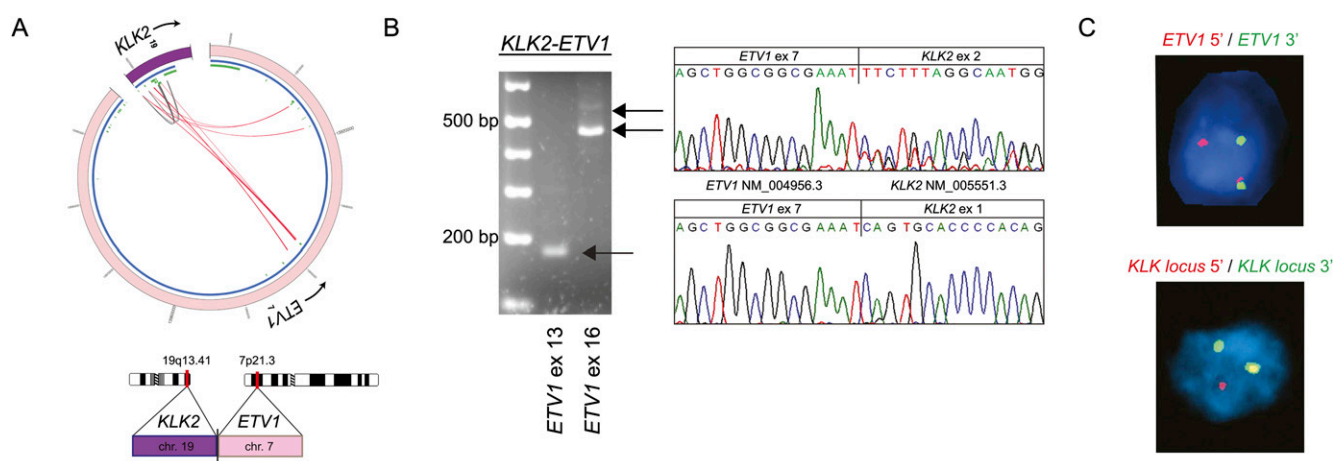 A
KLK2
19
ETV1
7
19q13.41
7p21.3
KLK2
ETV1
chr. 19
chr. 7
B
KLK2-ETV1
500 bp
200 bp
ETV1 ex 13
ETV1 ex 16
ETV1 ex 7
KLK2 ex 2
AGCTGGCGGCGAAATTTCTTTAGGCAATGG
ETV1 NM_004956.3
KLK2 NM_005551.3
ETV1 ex 7
KLK2 ex 1
AGCTGGCGGCGAAATCAGTGCACCCCACAG
C
ETV1 5’ / ETV1 3’
KLK locus 5’ / KLK locus 3’